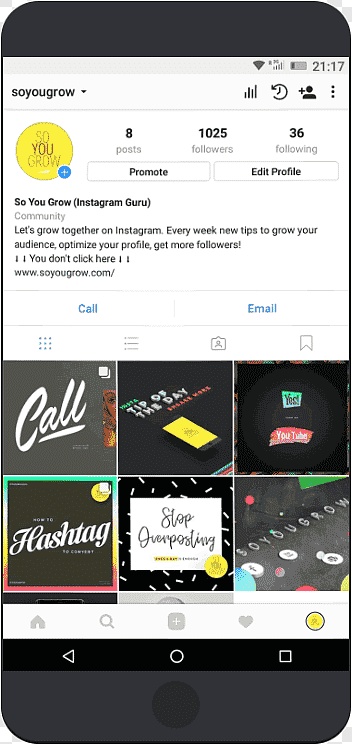 21:17
soyougrow
SO
YOU
GROW
8
1025
36
posts
followers
following
Promote
Edit Profile
So You Grow (Instagram Guru)
Community
Let's grow together on Instagram. Every week new tips to grow your
audience, optimize your profile, get more followers!
↓↓You don't click here↓↓
www.soyougrow.com/
Call
Email
Call
TIP OF
THE DAY
Yes!
YouTube
HOW TO
Hashtag
TO CONVERT
Stop
Overposting
SOYOUGROW